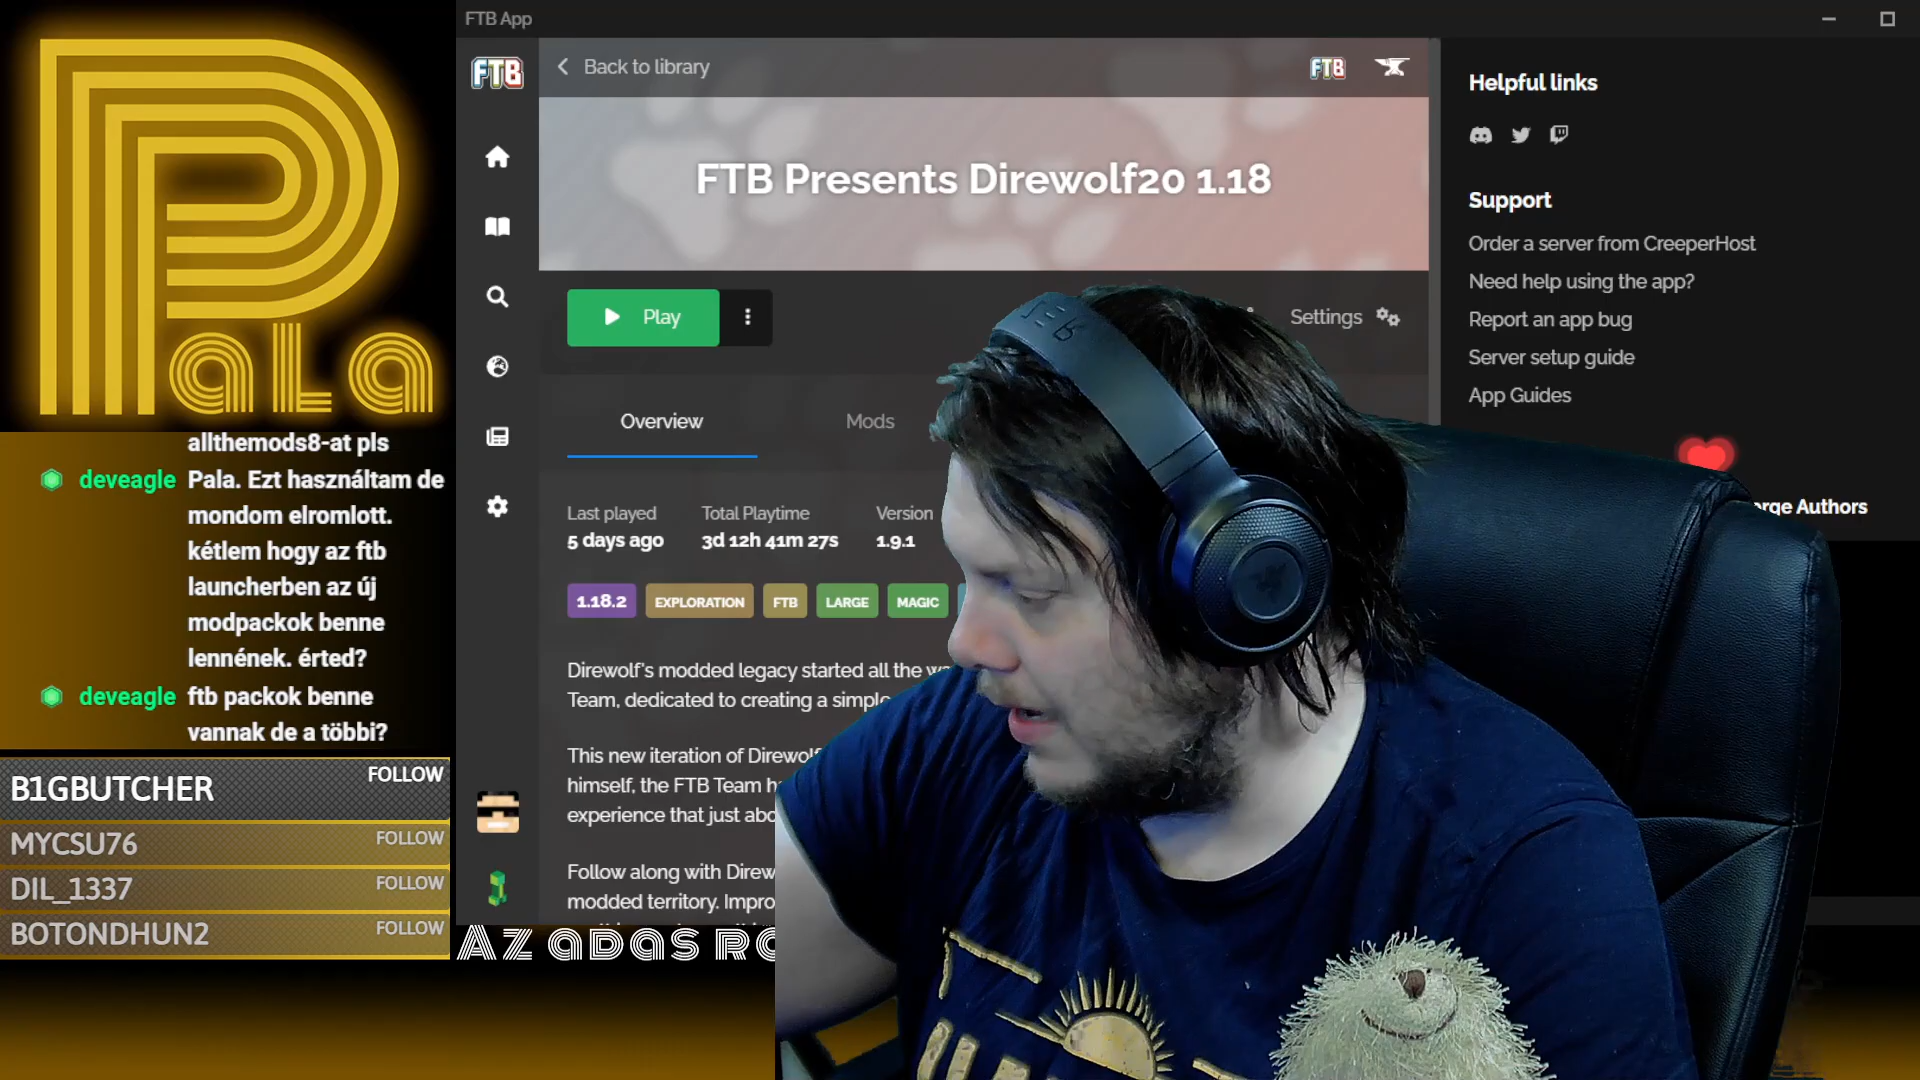 PaLa
allthemods8-at pls
deveagle Pala. Ezt használtam de
mondom elromlott.
kétlem hogy az ftb
launcherben az új
modpackok benne
lennének. érted?
deveagle ftb packok benne
vannak de a többi?
B1GBUTCHER FOLLOW
MYCSU76 FOLLOW
DIL_1337 FOLLOW
BOTONDHUN2 FOLLOW
FTB App
FTB
Back to library
FTB
FTB Presents Direwolf20 1.18
Play
Settings
Overview
Mods
Last played
Total Playtime
Version
5 days ago
3d 12h 41m 27s
1.9.1
1.18.2
EXPLORATION
FTB
LARGE
MAGIC
Direwolf's modded legacy started all the
Team, dedicated to creating a simple
This new iteration of
himself, the FTB Team
experience that just
Follow along with
modded territory.
Az adas
Helpful links
Support
Order a server from CreeperHost
Need help using the app?
Report an app bug
Server setup guide
App Guides
Authors